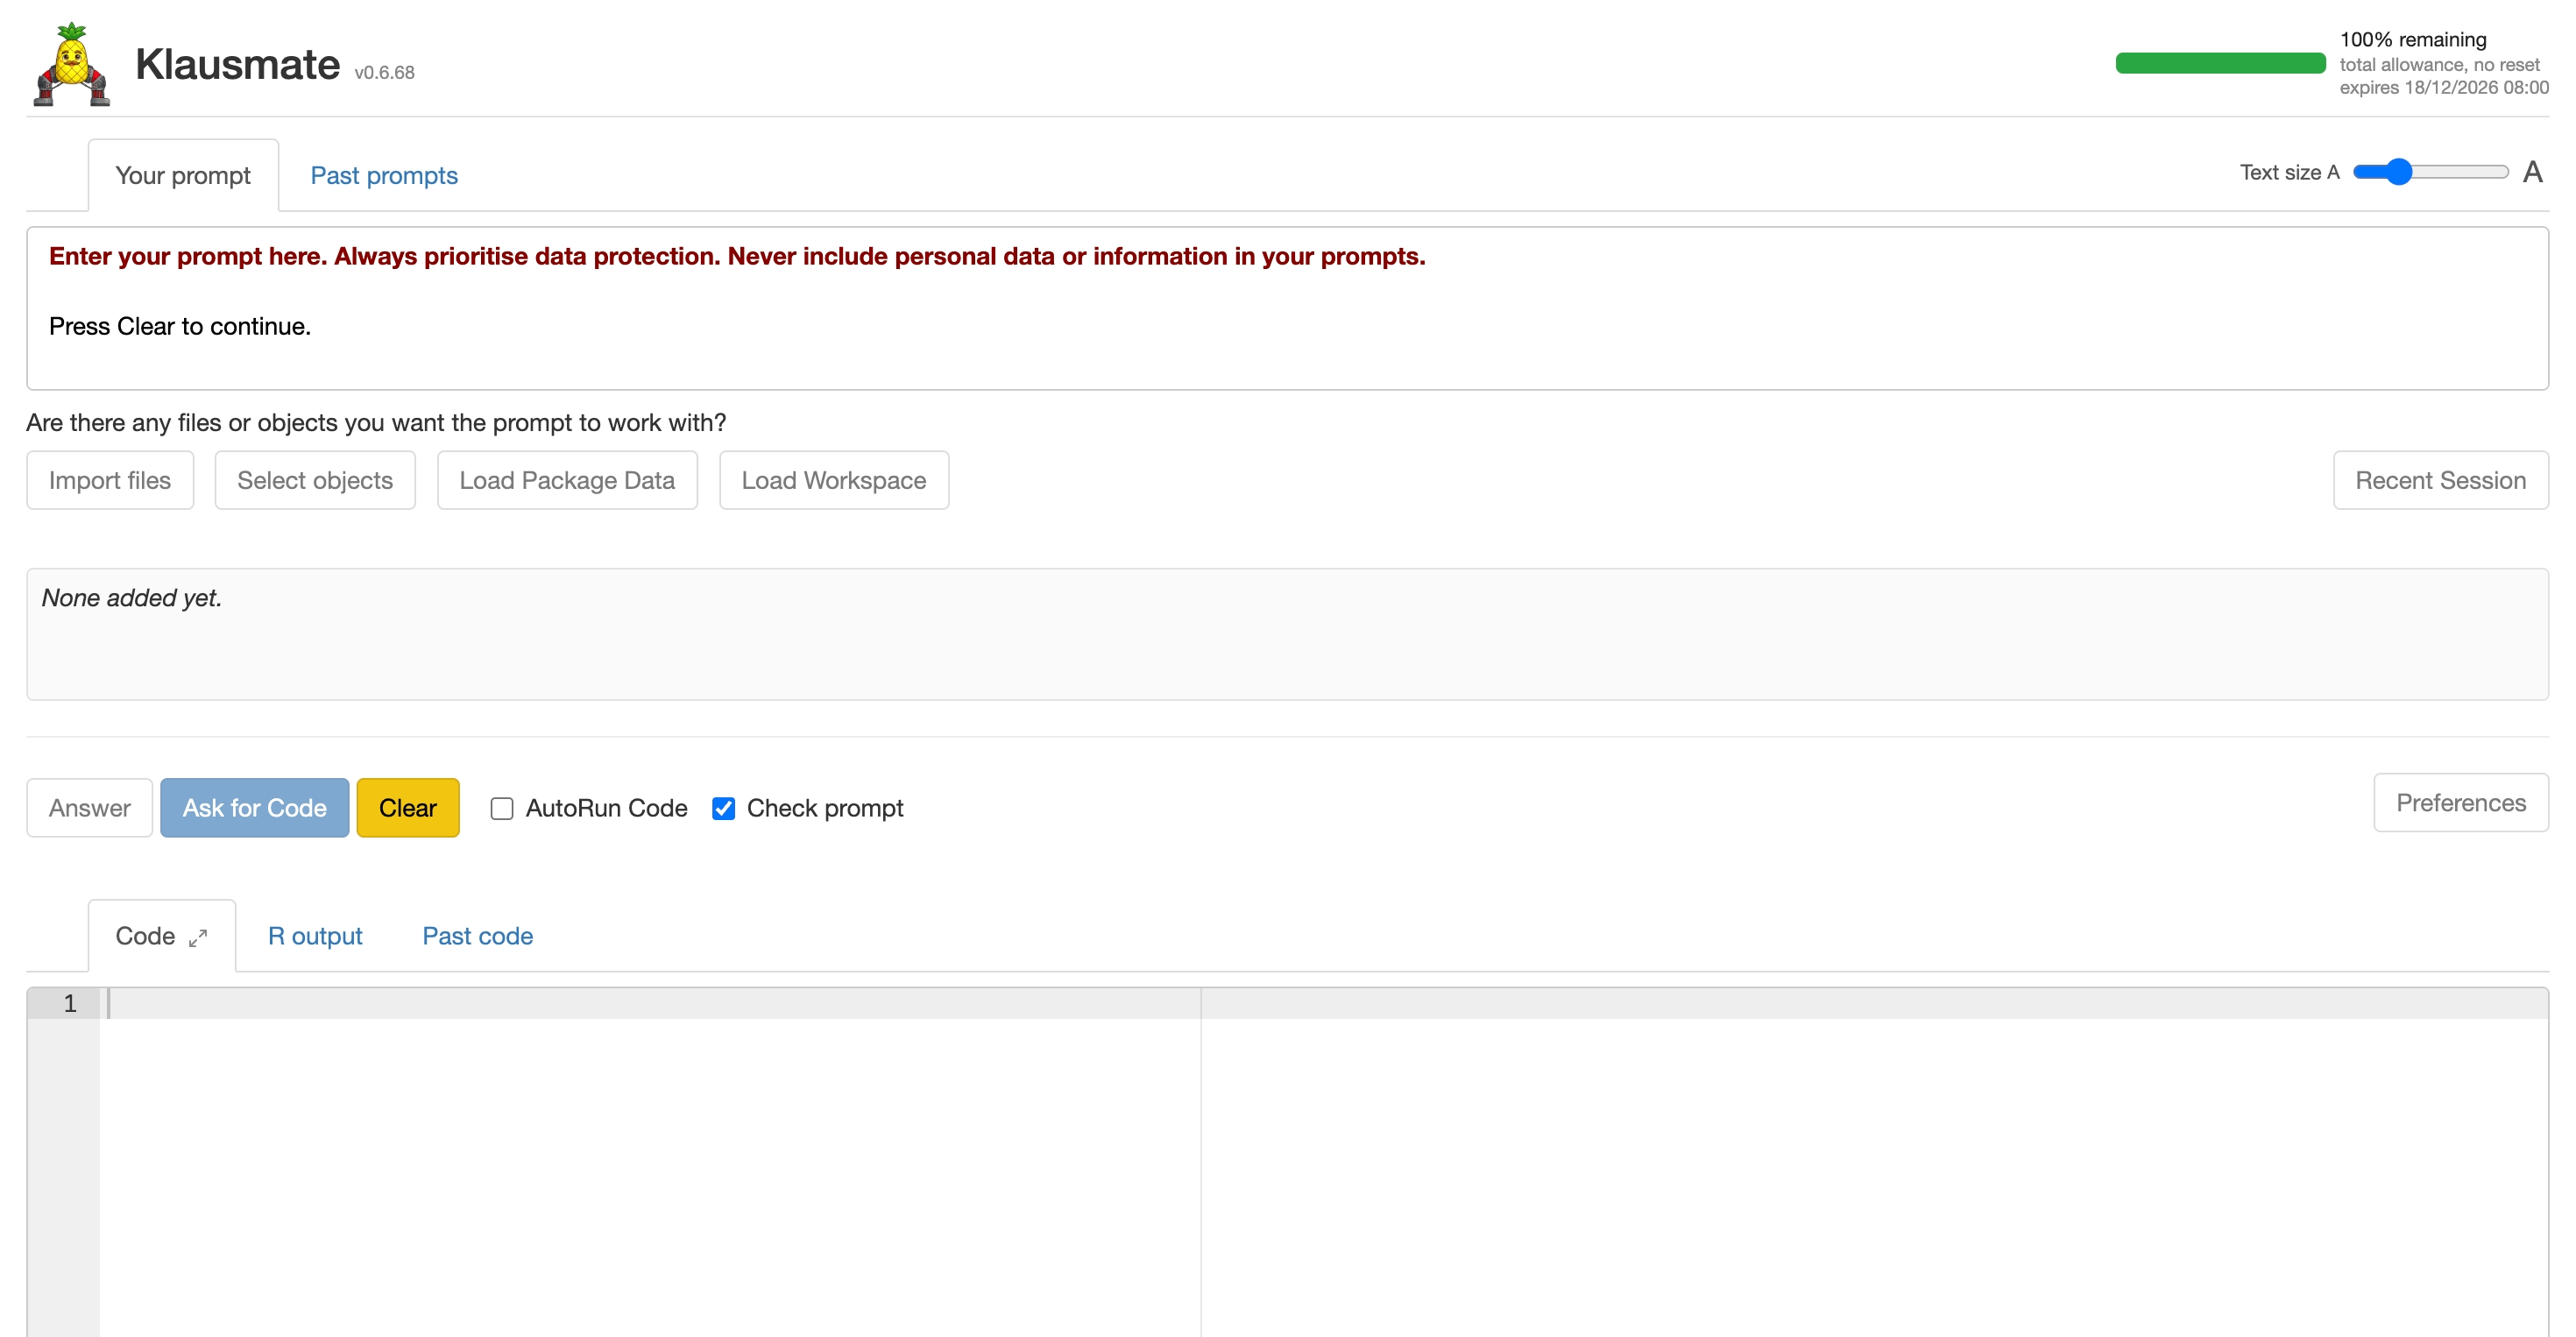 Klausmate v0.6.68
100% remaining
total allowance, no reset
expires 18/12/2026 08:00
Your prompt
Past prompts
Text size A
A
Enter your prompt here. Always prioritise data protection. Never include personal data or information in your prompts.
Press Clear to continue.
Are there any files or objects you want the prompt to work with?
Import files
Select objects
Load Package Data
Load Workspace
Recent Session
None added yet.
Answer
Ask for Code
Clear
AutoRun Code
Check prompt
Preferences
Code
R output
Past code
1